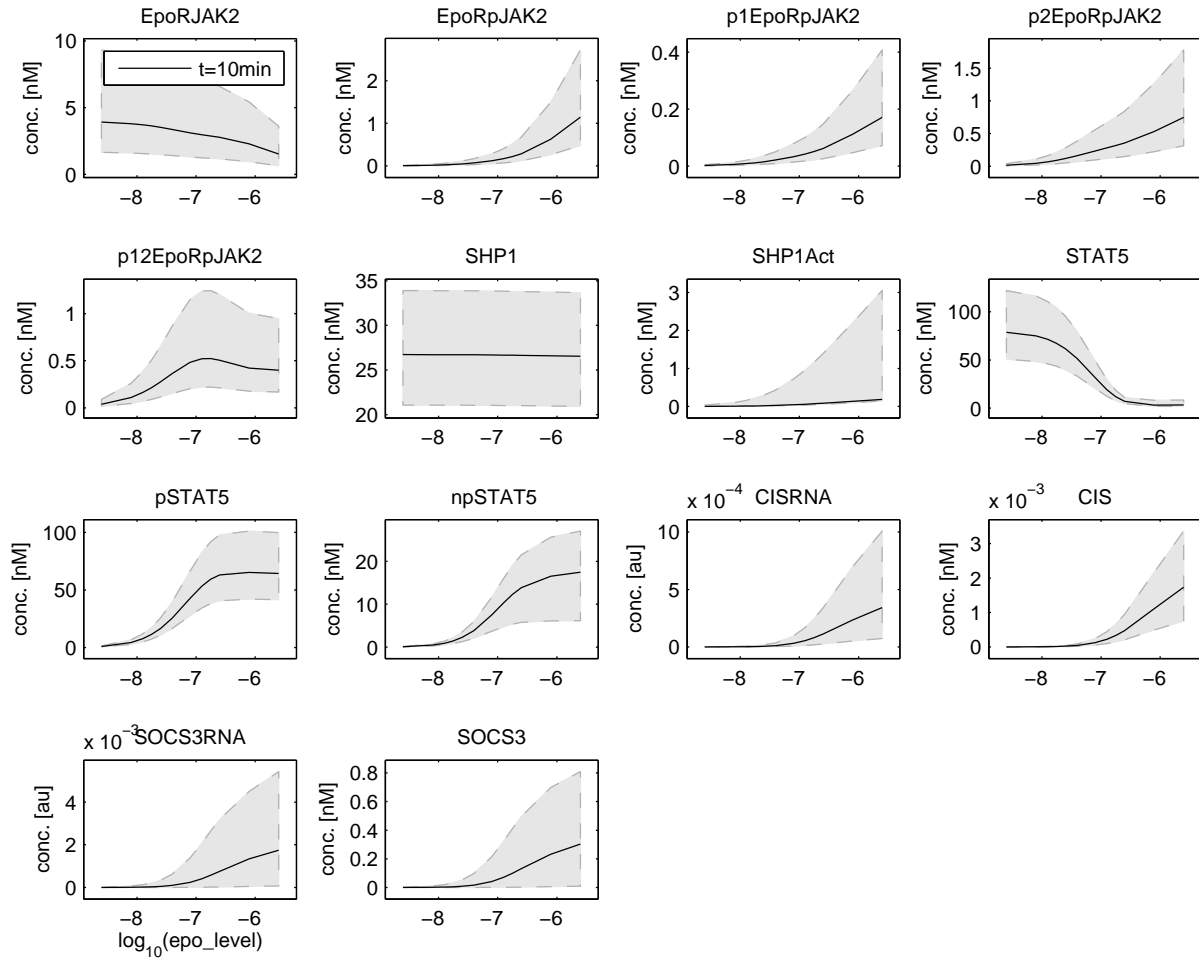 EpoRJAK2 EpoRpJAK2 p1EpoRpJAK2 p2EpoRpJAK2
t=10min
conc. [nM] conc. [nM] conc. [nM] conc. [nM]
10 5 0
2 1 0
0.4 0.2 0
1.5 1 0.5 0
−8 −7 −6 −8 −7 −6 −8 −7 −6 −8 −7 −6
p12EpoRpJAK2 SHP1 SHP1Act STAT5
conc. [nM] conc. [nM] conc. [nM] conc. [nM]
1 0.5 0
35 30 25 20
3 2 1 0
100 50 0
−8 −7 −6 −8 −7 −6 −8 −7 −6 −8 −7 −6
pSTAT5 npSTAT5 x 10−4 CISRNA x 10−3 CIS
conc. [nM] conc. [nM] conc. [au] conc. [nM]
100 50 0
20 10 0
10 5 0
3 2 1 0
−8 −7 −6 −8 −7 −6 −8 −7 −6 −8 −7 −6
x 10−3 SOCS3RNA SOCS3
conc. [au] conc. [nM]
4 2 0
0.8 0.6 0.4 0.2 0
−8 −7 −6 −8 −7 −6
log10(epo_level)